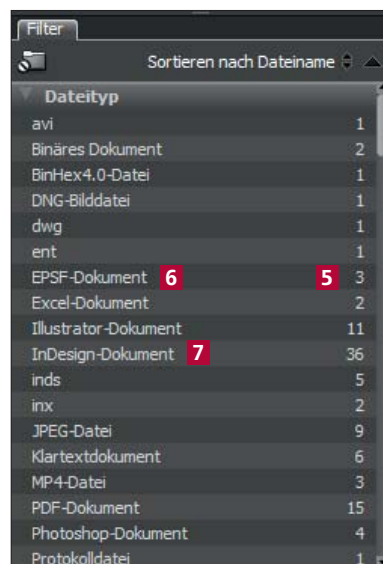 Filter
Sortieren nach Dateiname
Dateityp
avi 1
Binäres Dokument 2
BinHex4.0-Datei 1
DNG-Bilddatei 1
dwg 1
ent 1
EPSF-Dokument 6 5 3
Excel-Dokument 2
Illustrator-Dokument 11
InDesign-Dokument 7 36
inds 5
inx 2
JPEG-Datei 9
Klartextdokument 6
MP4-Datei 3
PDF-Dokument 15
Photoshop-Dokument 4
Protokolldatei 1